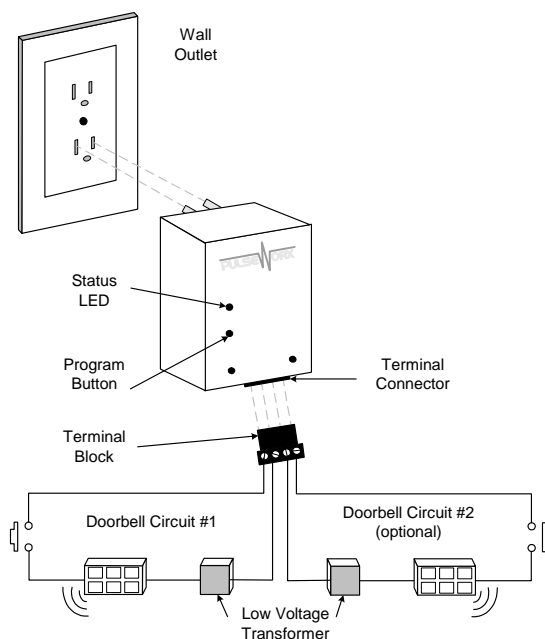 Wall
Outlet
PULSEWORX
Status
LED
Program
Button
Terminal
Connector
Terminal
Block
Doorbell Circuit #1
Doorbell Circuit #2
(optional)
Low Voltage
Transformer